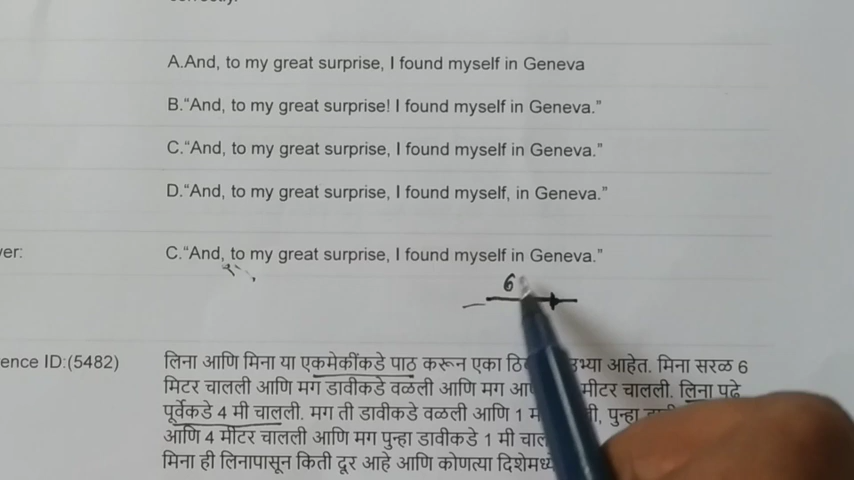 correctly.
A.And, to my great surprise, I found myself in Geneva
B.“And, to my great surprise! I found myself in Geneva.”
C.“And, to my great surprise, I found myself in Geneva.”
D.“And, to my great surprise, I found myself, in Geneva.”
ver: C.“And, to my great surprise, I found myself in Geneva.”
6
ence ID:(5482) लिना आणि मिना या एकमेकींकडे पाठ करून एका उभ्या आहेत. मिना सरळ 6
मिटर चालली आणि मग डावीकडे वळली आणि मग मीटर चालली. लिना पुढे
पूर्वेकडे 4 मी चालली. मग ती डावीकडे वळली आणि 1 पुन्हा
आणि 4 मीटर चालली आणि मग पुन्हा डावीकडे 1 मी
मिना ही लिनापासून किती दूर आहे आणि कोणत्या